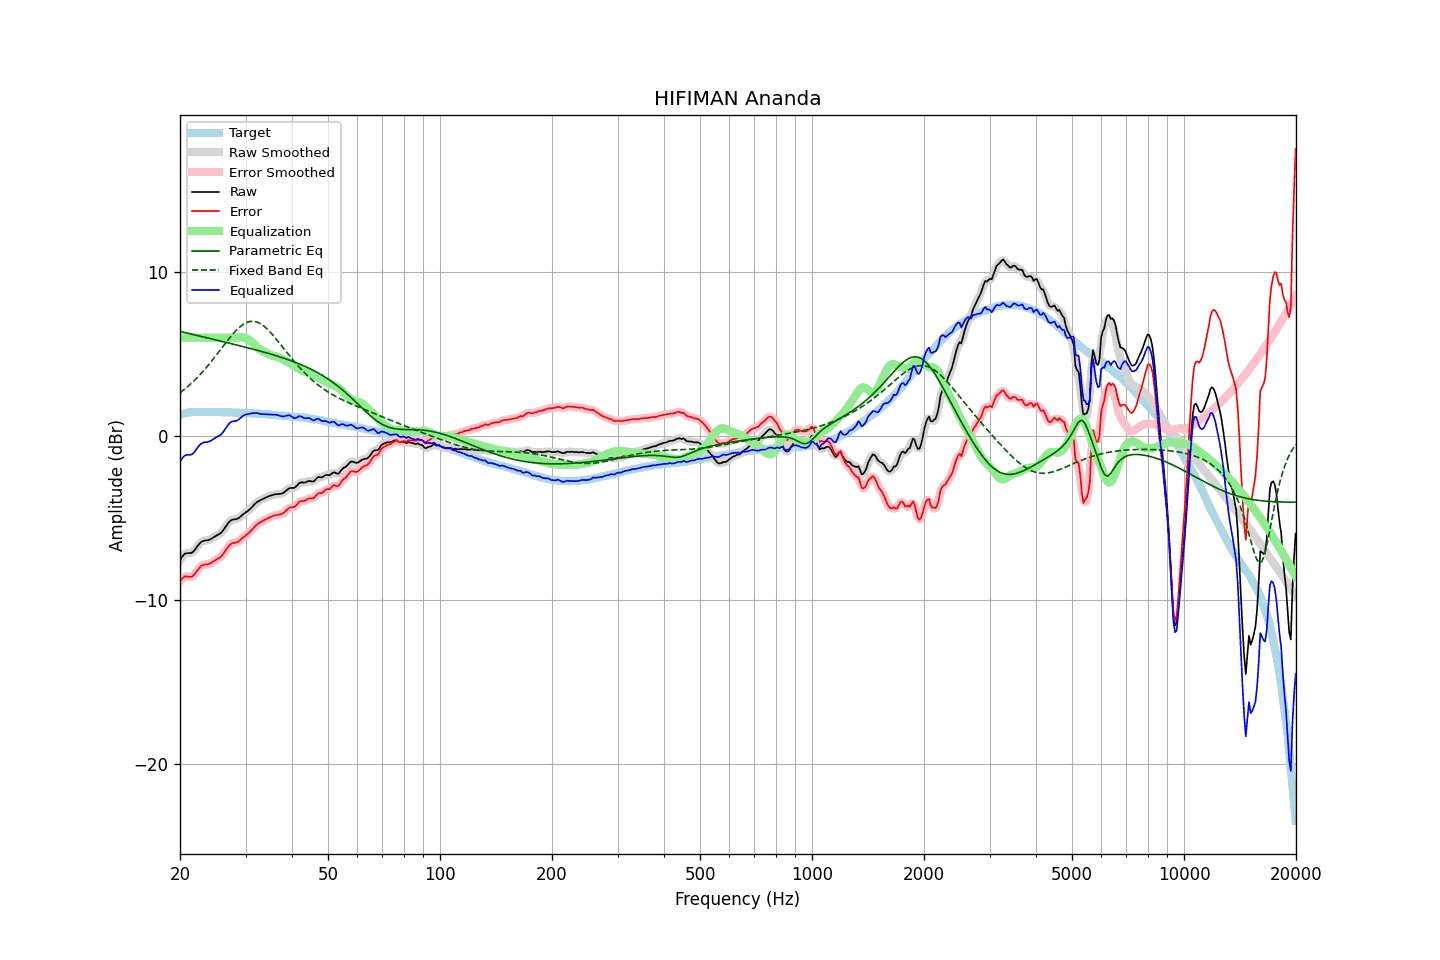 HIFIMAN Ananda
Target
Raw Smoothed
Error Smoothed
Raw
Error
Equalization
Parametric Eq
Fixed Band Eq
Equalized
Amplitude (dBr)
10
0
−10
−20
20
50
100
200
500
1000
2000
5000
10000
20000
Frequency (Hz)